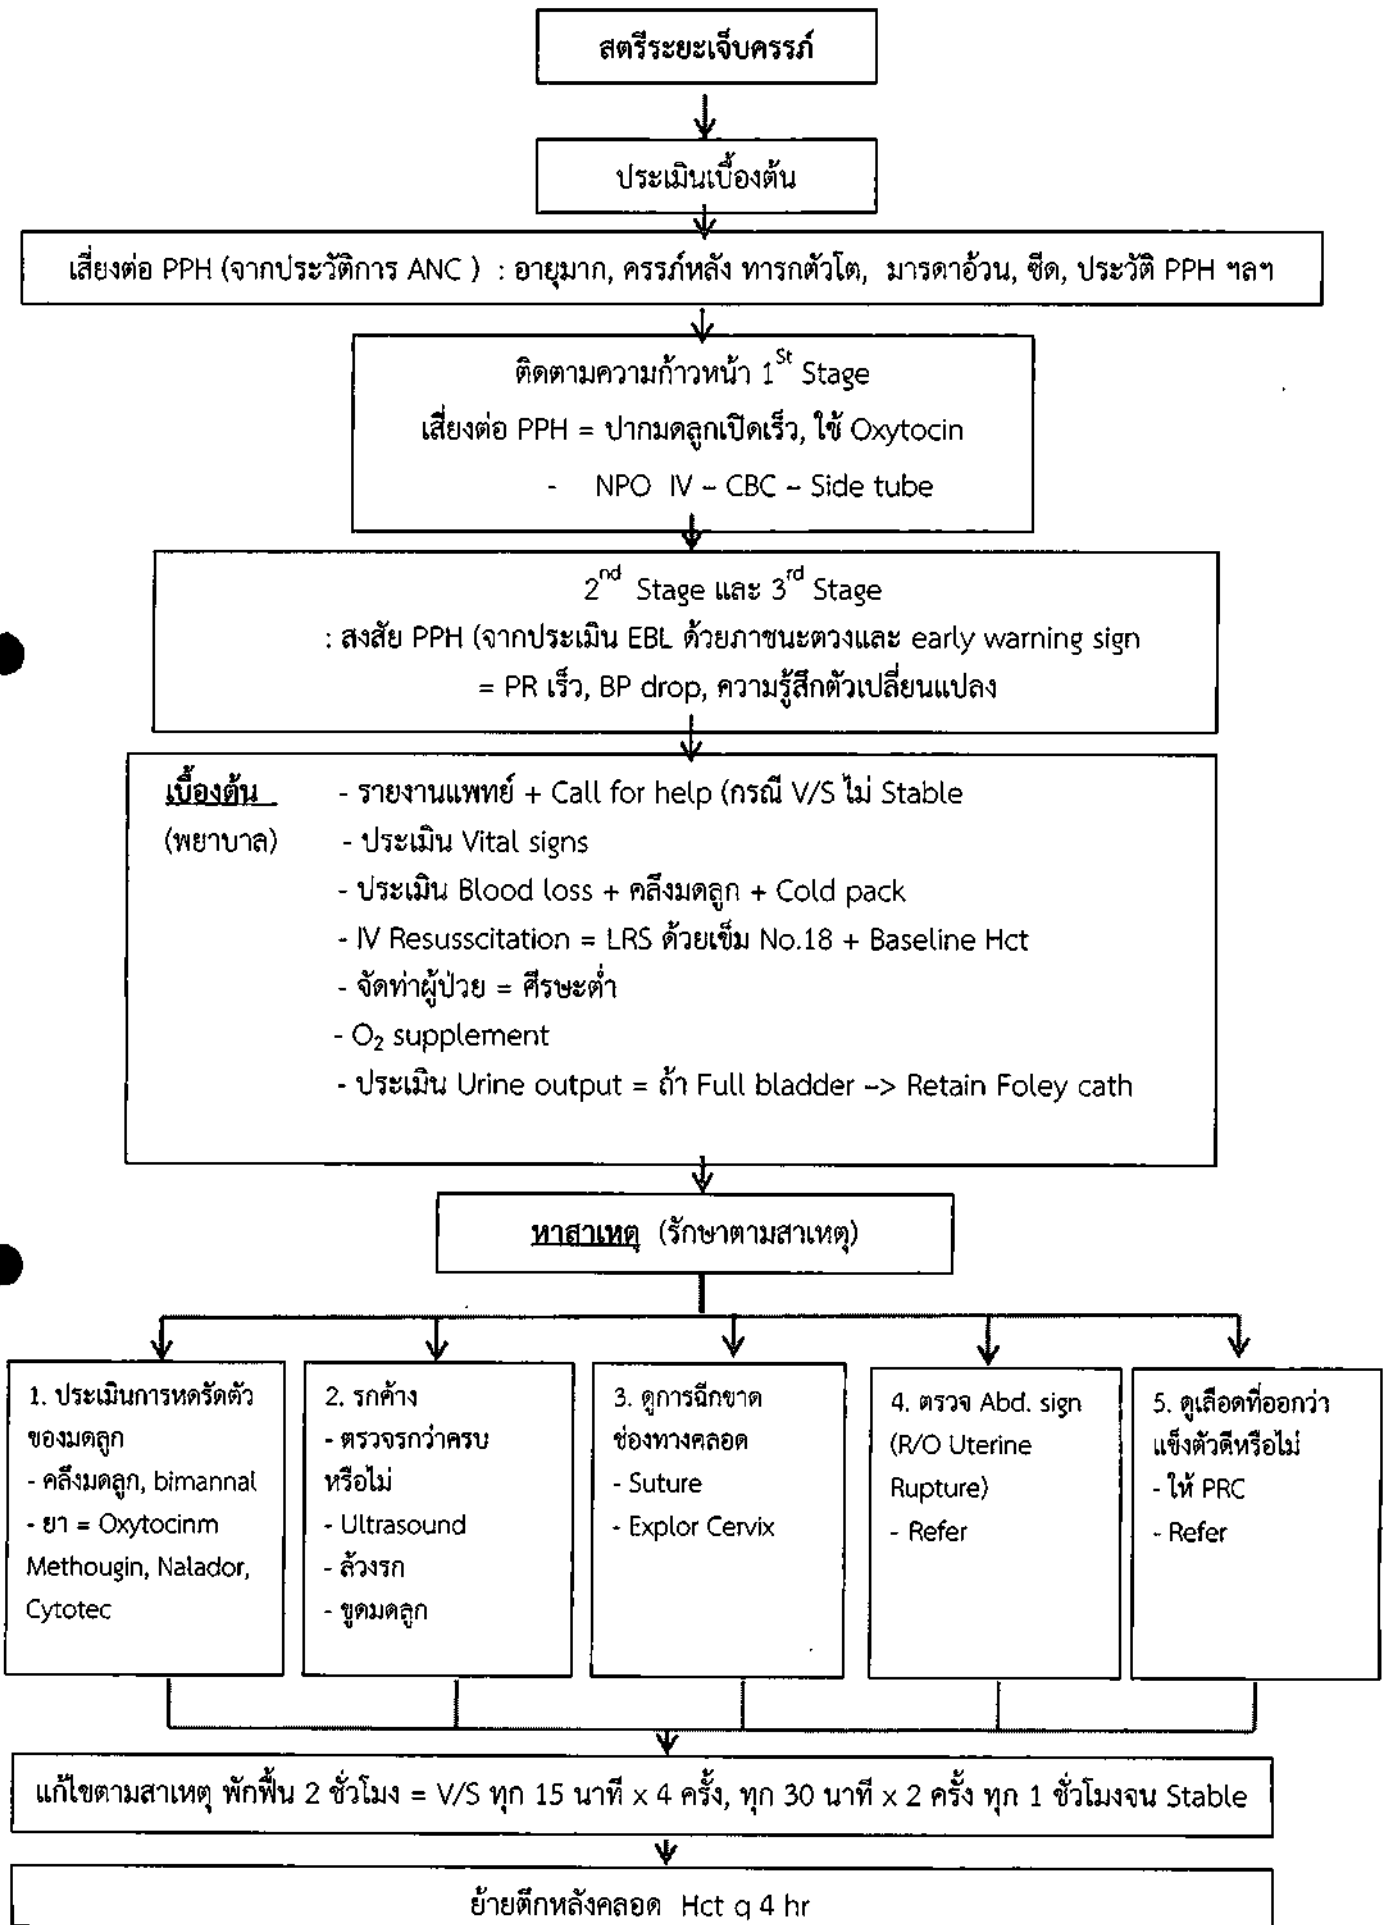 สตรีระยะเจ็บครรภ์
ประเมินเบื้องต้น
เสี่ยงต่อ PPH (จากประวัติการ ANC ) : อายุมาก, ครรภ์หลัง ทารกตัวโต, มารดาอ้วน, ซีด, ประวัติ PPH ฯลฯ
ติดตามความก้าวหน้า 1St Stage
เสี่ยงต่อ PPH = ปากมดลูกเปิดเร็ว, ใช้ Oxytocin
- NPO IV – CBC – Side tube
2nd Stage และ 3rd Stage
: สงสัย PPH (จากประเมิน EBL ด้วยภาชนะตวงและ early warning sign
= PR เร็ว, BP drop, ความรู้สึกตัวเปลี่ยนแปลง
เบื้องต้น - รายงานแพทย์ + Call for help (กรณี V/S ไม่ Stable
(พยาบาล) - ประเมิน Vital signs
- ประเมิน Blood loss + คลึงมดลูก + Cold pack
- IV Resusscitation = LRS ด้วยเข็ม No.18 + Baseline Hct
- จัดท่าผู้ป่วย = ศีรษะต่ำ
- O₂ supplement
- ประเมิน Urine output = ถ้า Full bladder –> Retain Foley cath
หาสาเหตุ (รักษาตามสาเหตุ)
1. ประเมินการหดรัดตัว
ของมดลูก
- คลึงมดลูก, bimannal
- ยา = Oxytocinm
Methougin, Nalador,
Cytotec
2. รกค้าง
- ตรวจรกว่าครบ
หรือไม่
- Ultrasound
- ล้วงรก
- ขูดมดลูก
3. ดูการฉีกขาด
ช่องทางคลอด
- Suture
- Explor Cervix
4. ตรวจ Abd. sign
(R/O Uterine
Rupture)
- Refer
5. ดูเลือดที่ออกว่า
แข็งตัวดีหรือไม่
- ให้ PRC
- Refer
แก้ไขตามสาเหตุ พักฟื้น 2 ชั่วโมง = V/S ทุก 15 นาที x 4 ครั้ง, ทุก 30 นาที x 2 ครั้ง ทุก 1 ชั่วโมงจน Stable
ย้ายตึกหลังคลอด Hct q 4 hr